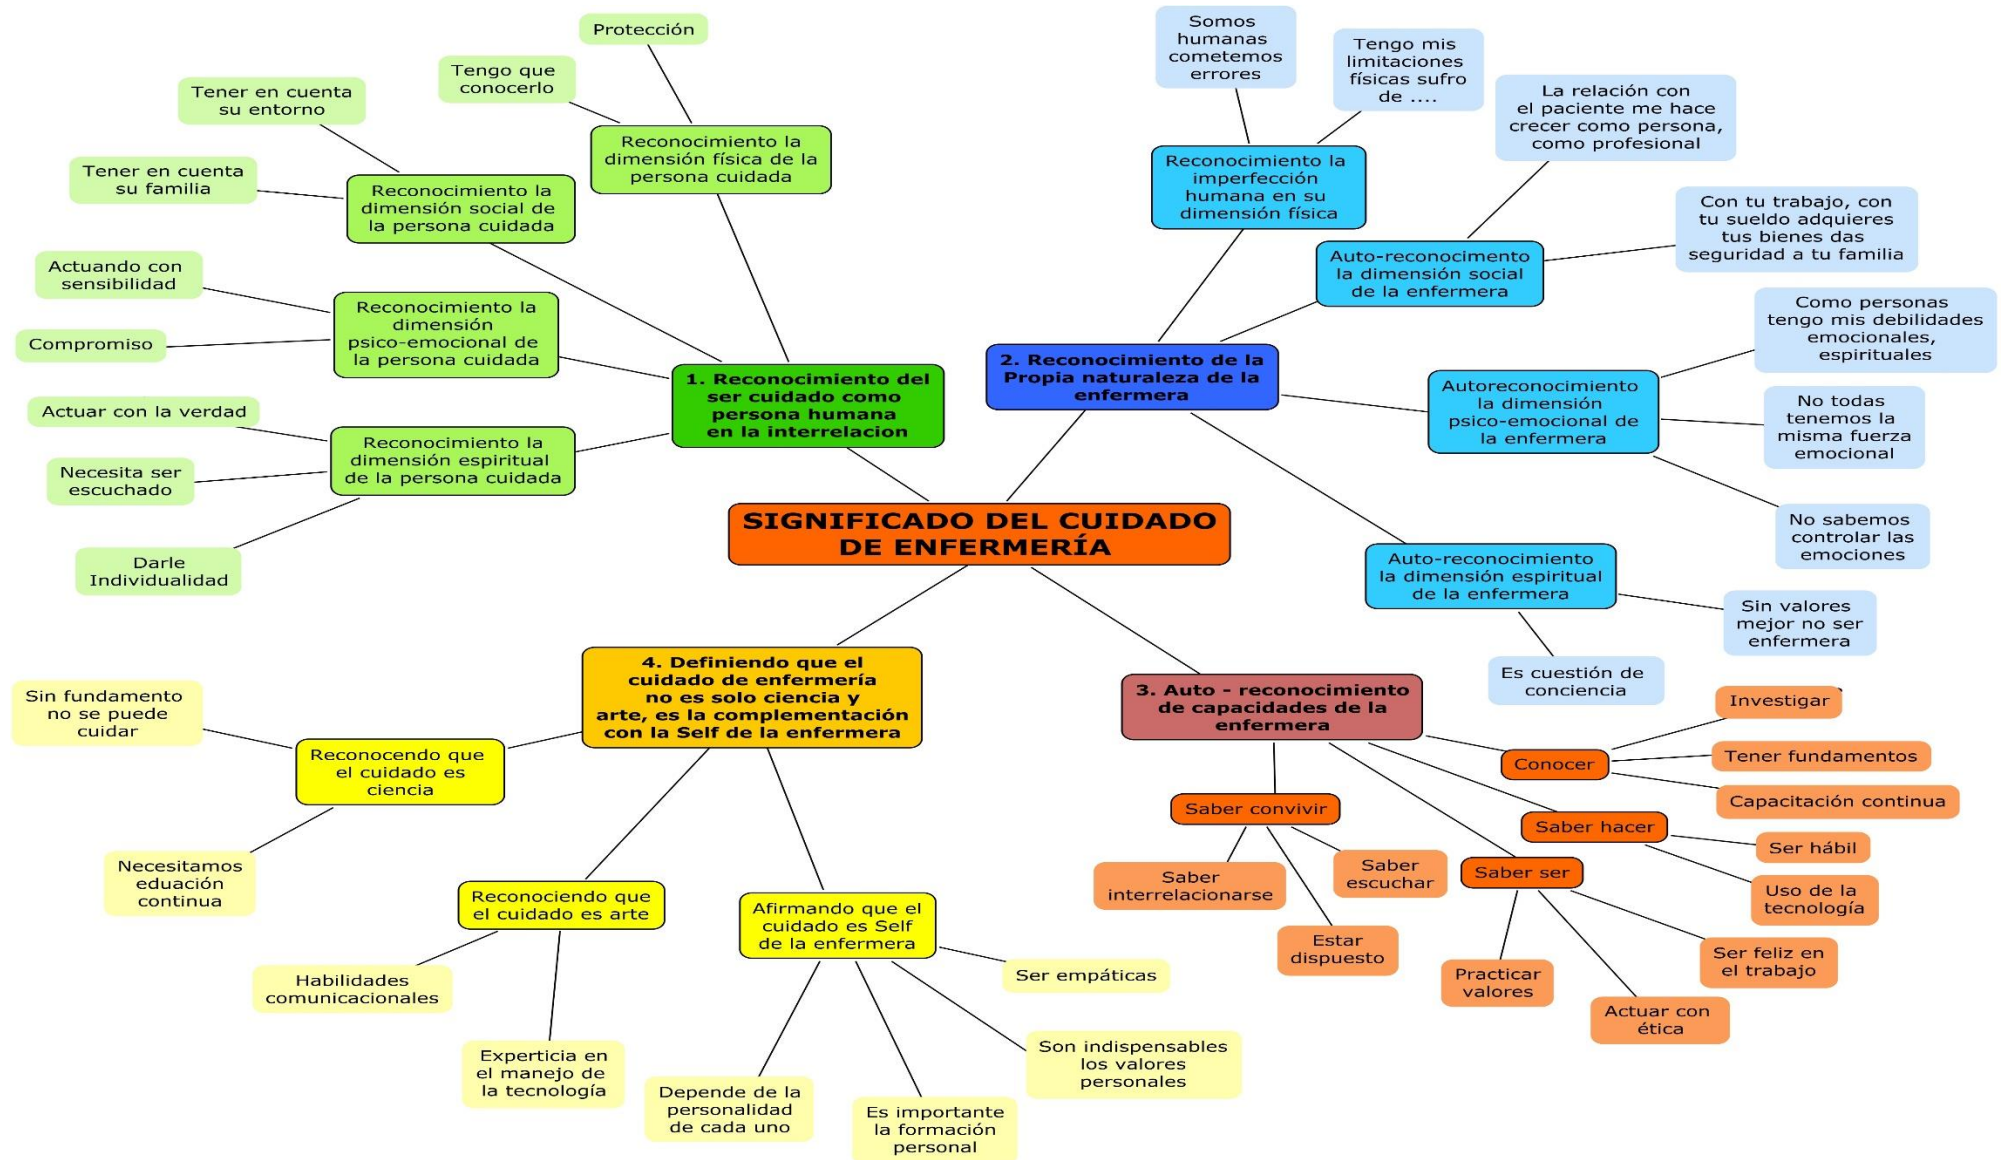 SIGNIFICADO DEL CUIDADO
DE ENFERMERÍA
1. Reconocimiento del
ser cuidado como
persona humana
en la interrelacion
Reconocimiento la
dimensión física de la
persona cuidada
Protección
Tengo que
conocerlo
Reconocimiento la
dimensión social de
la persona cuidada
Tener en cuenta
su entorno
Tener en cuenta
su familia
Reconocimiento la
dimensión
psico-emocional de
la persona cuidada
Actuando con
sensibilidad
Compromiso
Reconocimiento la
dimensión espiritual
de la persona cuidada
Actuar con la verdad
Necesita ser
escuchado
Darle
Individualidad
2. Reconocimiento de la
Propia naturaleza de la
enfermera
Reconocimiento la
imperfección
humana en su
dimensión física
Somos
humanas
cometemos
errores
Tengo mis
limitaciones
físicas sufro
de ....
Auto-reconocimento
la dimensión social
de la enfermera
La relación con
el paciente me hace
crecer como persona,
como profesional
Con tu trabajo, con
tu sueldo adquieres
tus bienes das
seguridad a tu familia
Autoreconocimiento
la dimensión
psico-emocional de
la enfermera
Como personas
tengo mis debilidades
emocionales,
espirituales
No todas
tenemos la
misma fuerza
emocional
No sabemos
controlar las
emociones
Auto-reconocimiento
la dimensión espiritual
de la enfermera
Sin valores
mejor no ser
enfermera
Es cuestión de
conciencia
3. Auto - reconocimiento
de capacidades de la
enfermera
Conocer
Investigar
Tener fundamentos
Capacitación continua
Saber hacer
Ser hábil
Uso de la
tecnología
Saber ser
Ser feliz en
el trabajo
Actuar con
ética
Practicar
valores
Saber convivir
Saber
escuchar
Estar
dispuesto
Saber
interrelacionarse
4. Definiendo que el
cuidado de enfermería
no es solo ciencia y
arte, es la complementación
con la Self de la enfermera
Reconocendo que
el cuidado es
ciencia
Sin fundamento
no se puede
cuidar
Necesitamos
eduación
continua
Reconociendo que
el cuidado es arte
Habilidades
comunicacionales
Experticia en
el manejo de
la tecnología
Afirmando que el
cuidado es Self
de la enfermera
Ser empáticas
Son indispensables
los valores
personales
Es importante
la formación
personal
Depende de la
personalidad
de cada uno